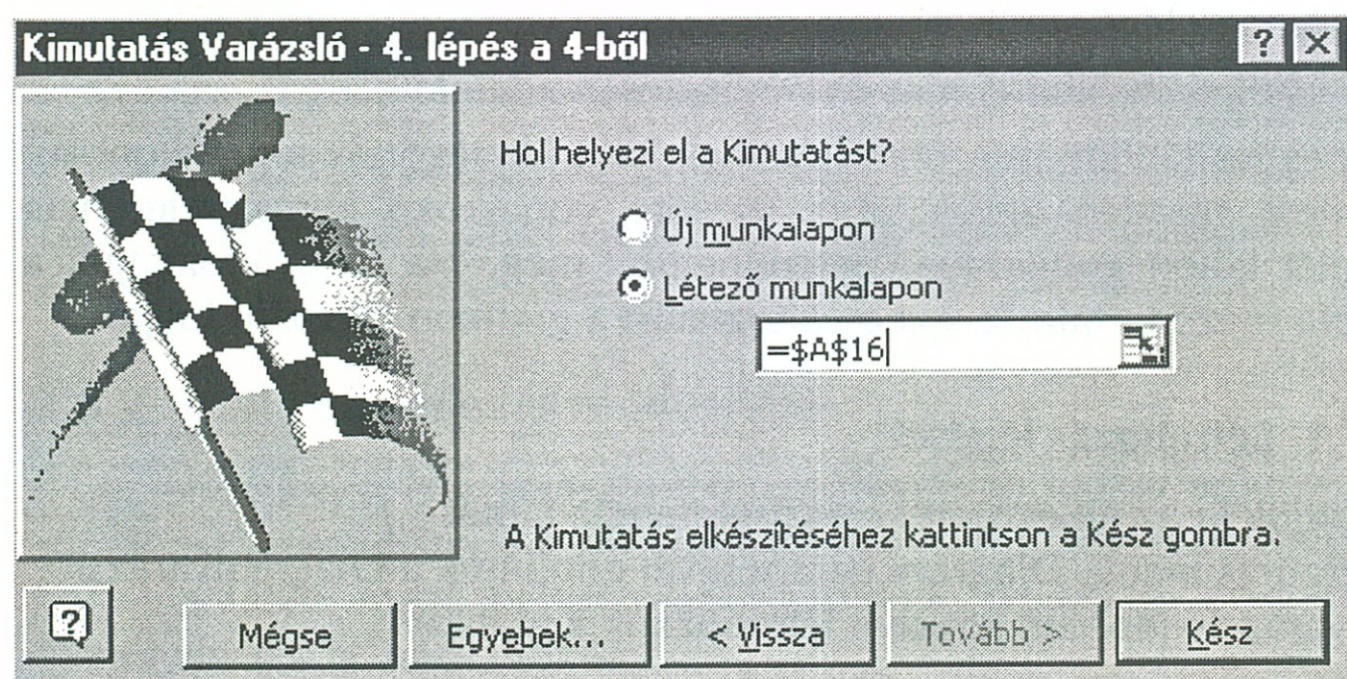 Kimutatás Varázsló - 4. lépés a 4-ből
Hol helyezi el a Kimutatást?
Új munkalapon
Létező munkalapon
=$A$16
A Kimutatás elkészítéséhez kattintson a Kész gombra.
Mégse
Egyebek...
< Vissza
Tovább >
Kész